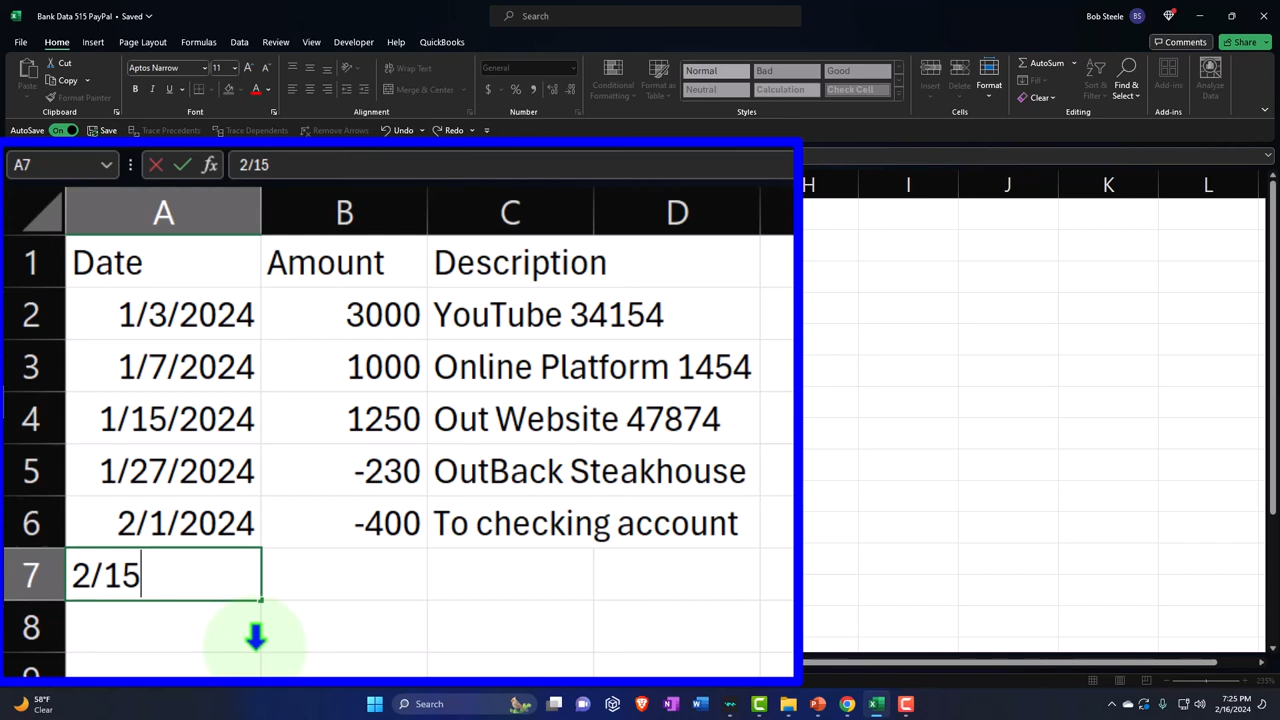 Bank Data 515 PayPal • Saved
Search
Bob Steele BS
File Home Insert Page Layout Formulas Data Review View Developer Help QuickBooks
Comments Share
Paste
Cut
Copy
Format Painter
Clipboard
Aptos Narrow 11
B I U
Font
Wrap Text
Merge & Center
Alignment
General
$ %
Number
Conditional Formatting
Format as Table
Normal Bad Good
Neutral Calculation Check Cell
Styles
Insert Delete Format
Cells
AutoSum
Clear
Sort & Filter
Find & Select
Editing
Add-ins
Add-ins
Analyze Data
AutoSave On Save Trace Precedents Trace Dependents Remove Arrows Undo Redo
A7 fx 2/15
A B C D H I J K L
1 Date Amount Description
2 1/3/2024 3000 YouTube 34154
3 1/7/2024 1000 Online Platform 1454
4 1/15/2024 1250 Out Website 47874
5 1/27/2024 -230 OutBack Steakhouse
6 2/1/2024 -400 To checking account
7 2/15
8
235%
58°F
Clear
Search
7:25 PM
2/16/2024